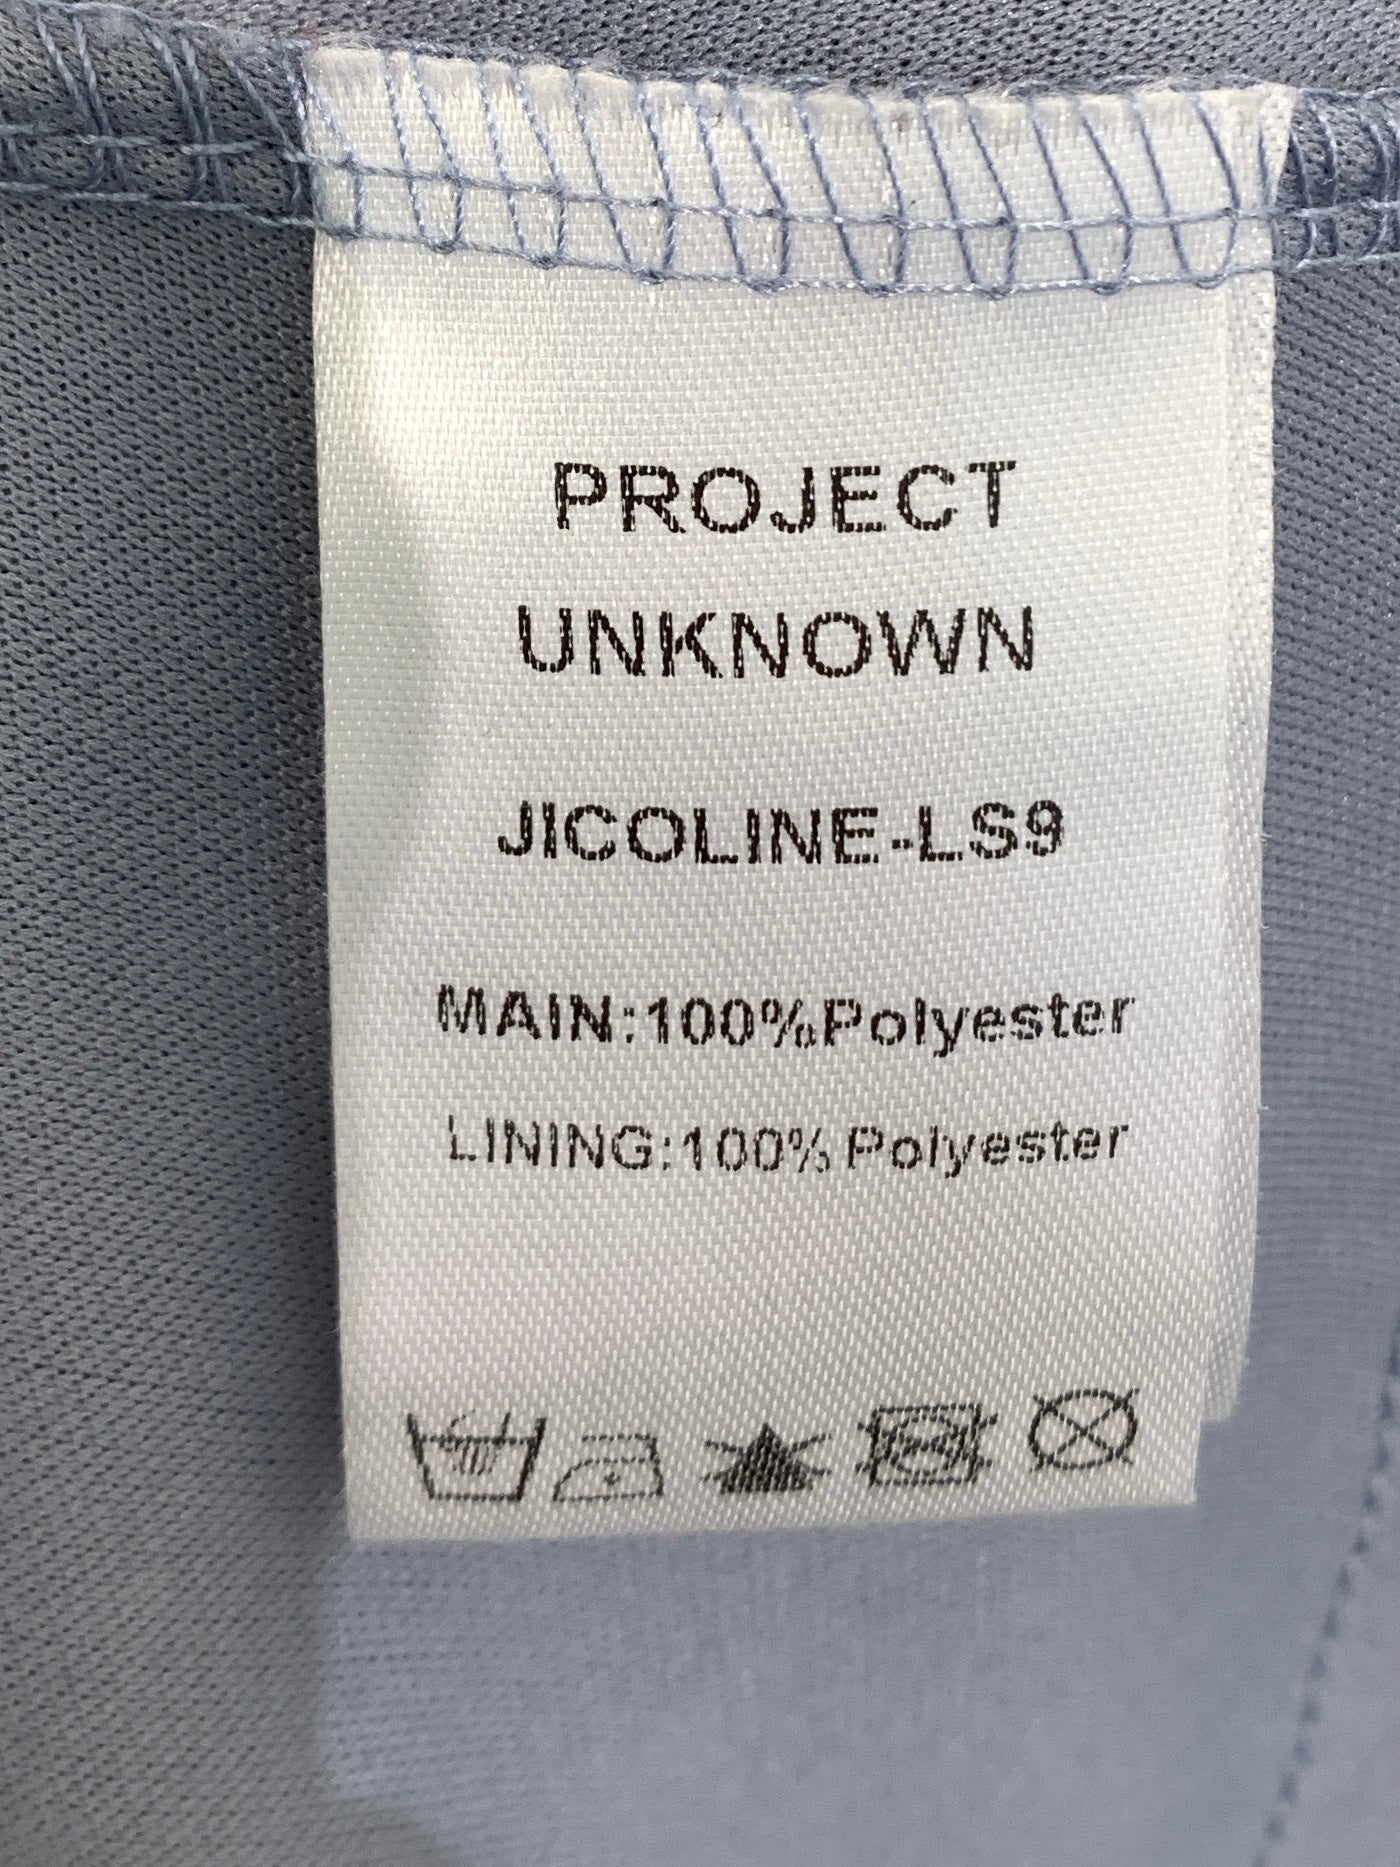 PROJECT
UNKNOWN
JICOLINE-LS9
MAIN:100%Polyester
LINING:100% Polyester